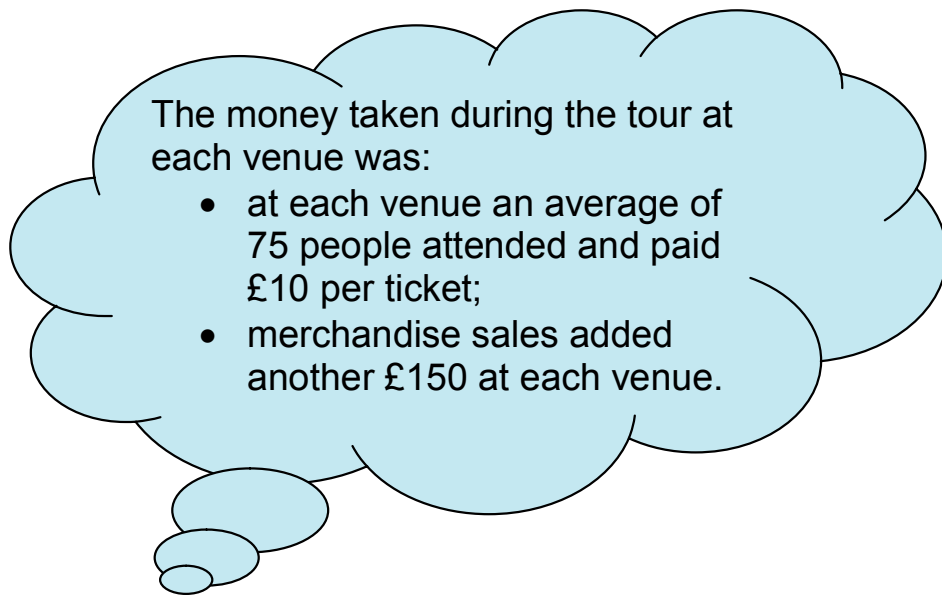 The money taken during the tour at
each venue was:
• at each venue an average of
75 people attended and paid
£10 per ticket;
• merchandise sales added
another £150 at each venue.